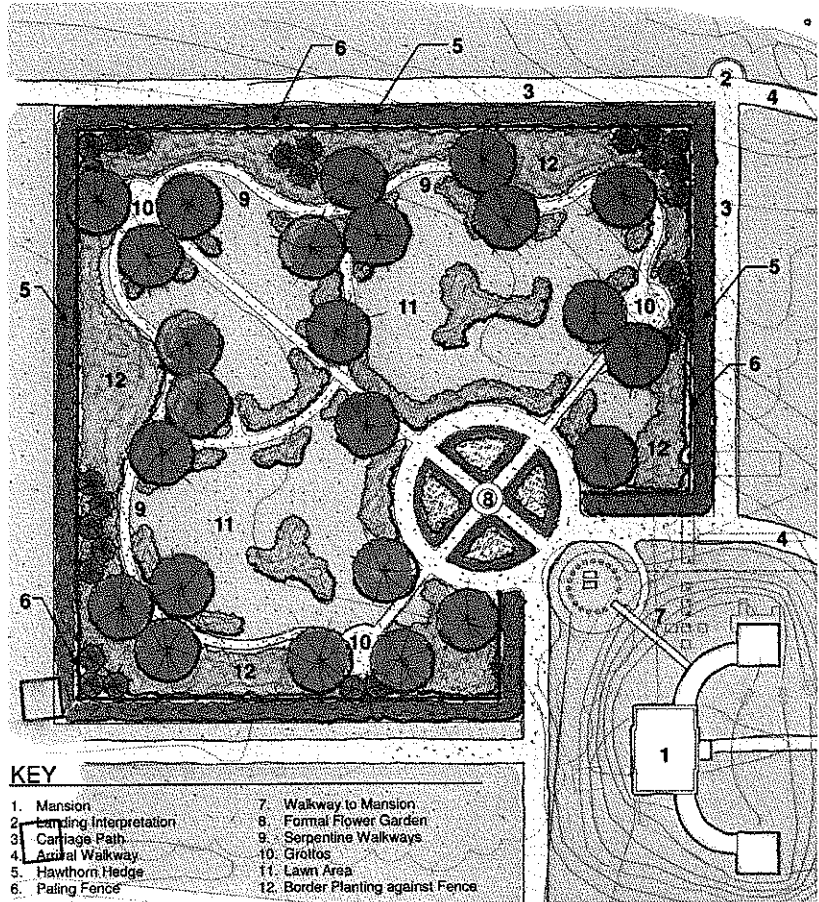 6
5
2
3
4
12
9
9
10
3
5
5
11
10
12
6
12
8
9
11
4
7
6
10
12
1
KEY
1. Mansion
2. Landing Interpretation
3. Carriage Path
4. Arrival Walkway
5. Hawthorn Hedge
6. Paling Fence
7. Walkway to Mansion
8. Formal Flower Garden
9. Serpentine Walkways
10. Grottos
11. Lawn Area
12. Border Planting against Fence